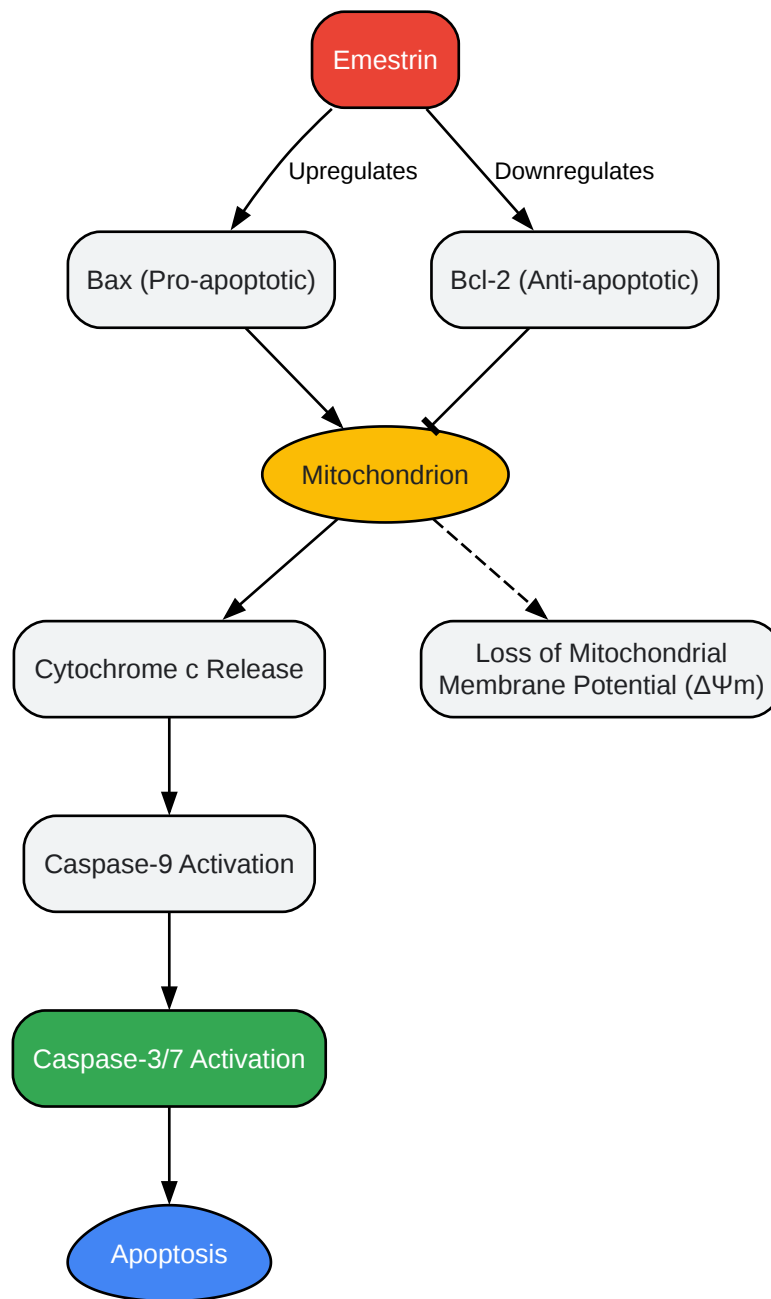 Emestrin
Upregulates
Downregulates
Bax (Pro-apoptotic)
Bcl-2 (Anti-apoptotic)
Mitochondrion
Cytochrome c Release
Loss of Mitochondrial
Membrane Potential (ΔΨm)
Caspase-9 Activation
Caspase-3/7 Activation
Apoptosis